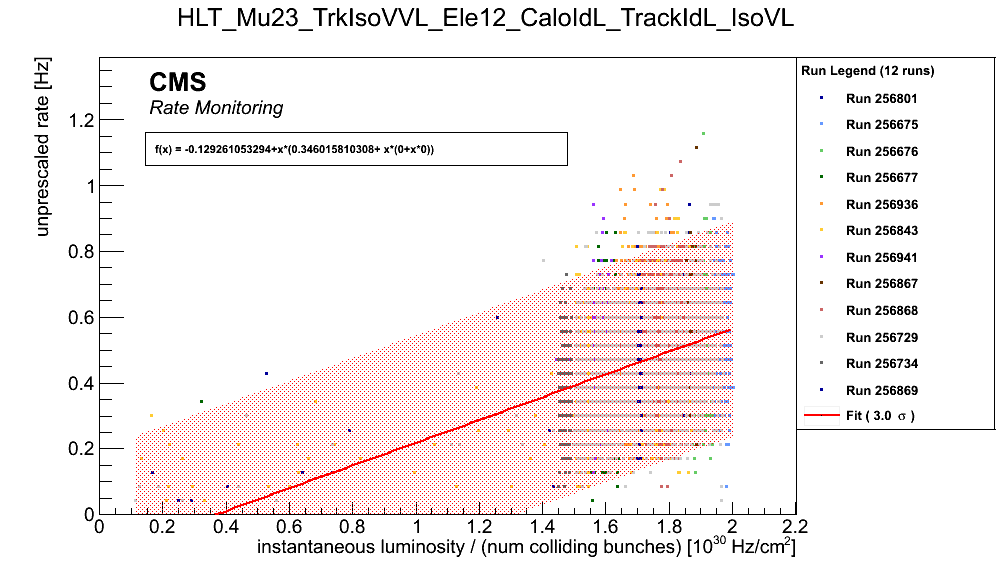 HLT_Mu23_TrkIsoVVL_Ele12_CaloIdL_TrackIdL_IsoVL
unprescaled rate [Hz]
CMS
Rate Monitoring
f(x) = -0.129261053294+x*(0.346015810308+ x*(0+x*0))
1.2
1
0.8
0.6
0.4
0.2
0
0 0.2 0.4 0.6 0.8 1 1.2 1.4 1.6 1.8 2 2.2
instantaneous luminosity / (num colliding bunches) [10³⁰ Hz/cm²]
Run Legend (12 runs)
Run 256801
Run 256675
Run 256676
Run 256677
Run 256936
Run 256843
Run 256941
Run 256867
Run 256868
Run 256729
Run 256734
Run 256869
Fit ( 3.0 σ )